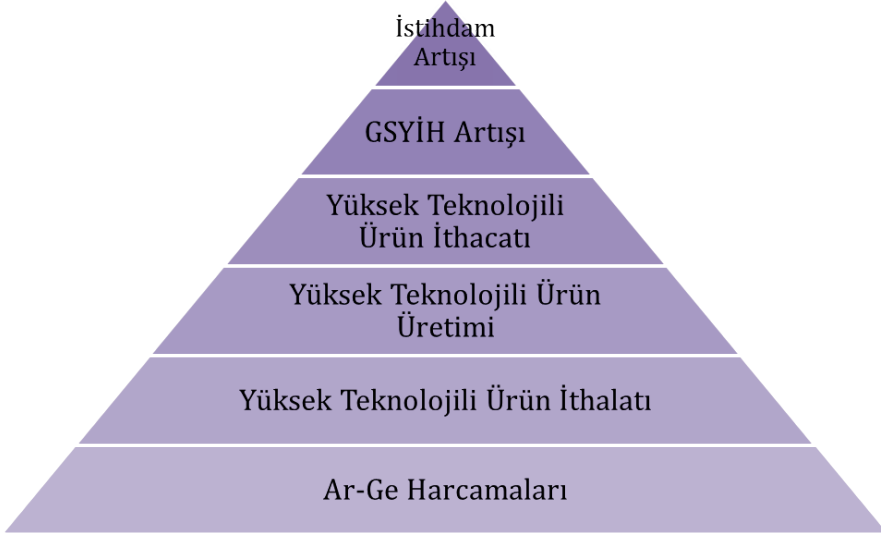 İstihdam
Artışı
GSYİH Artışı
Yüksek Teknolojili
Ürün İthacatı
Yüksek Teknolojili Ürün
Üretimi
Yüksek Teknolojili Ürün İthalatı
Ar-Ge Harcamaları